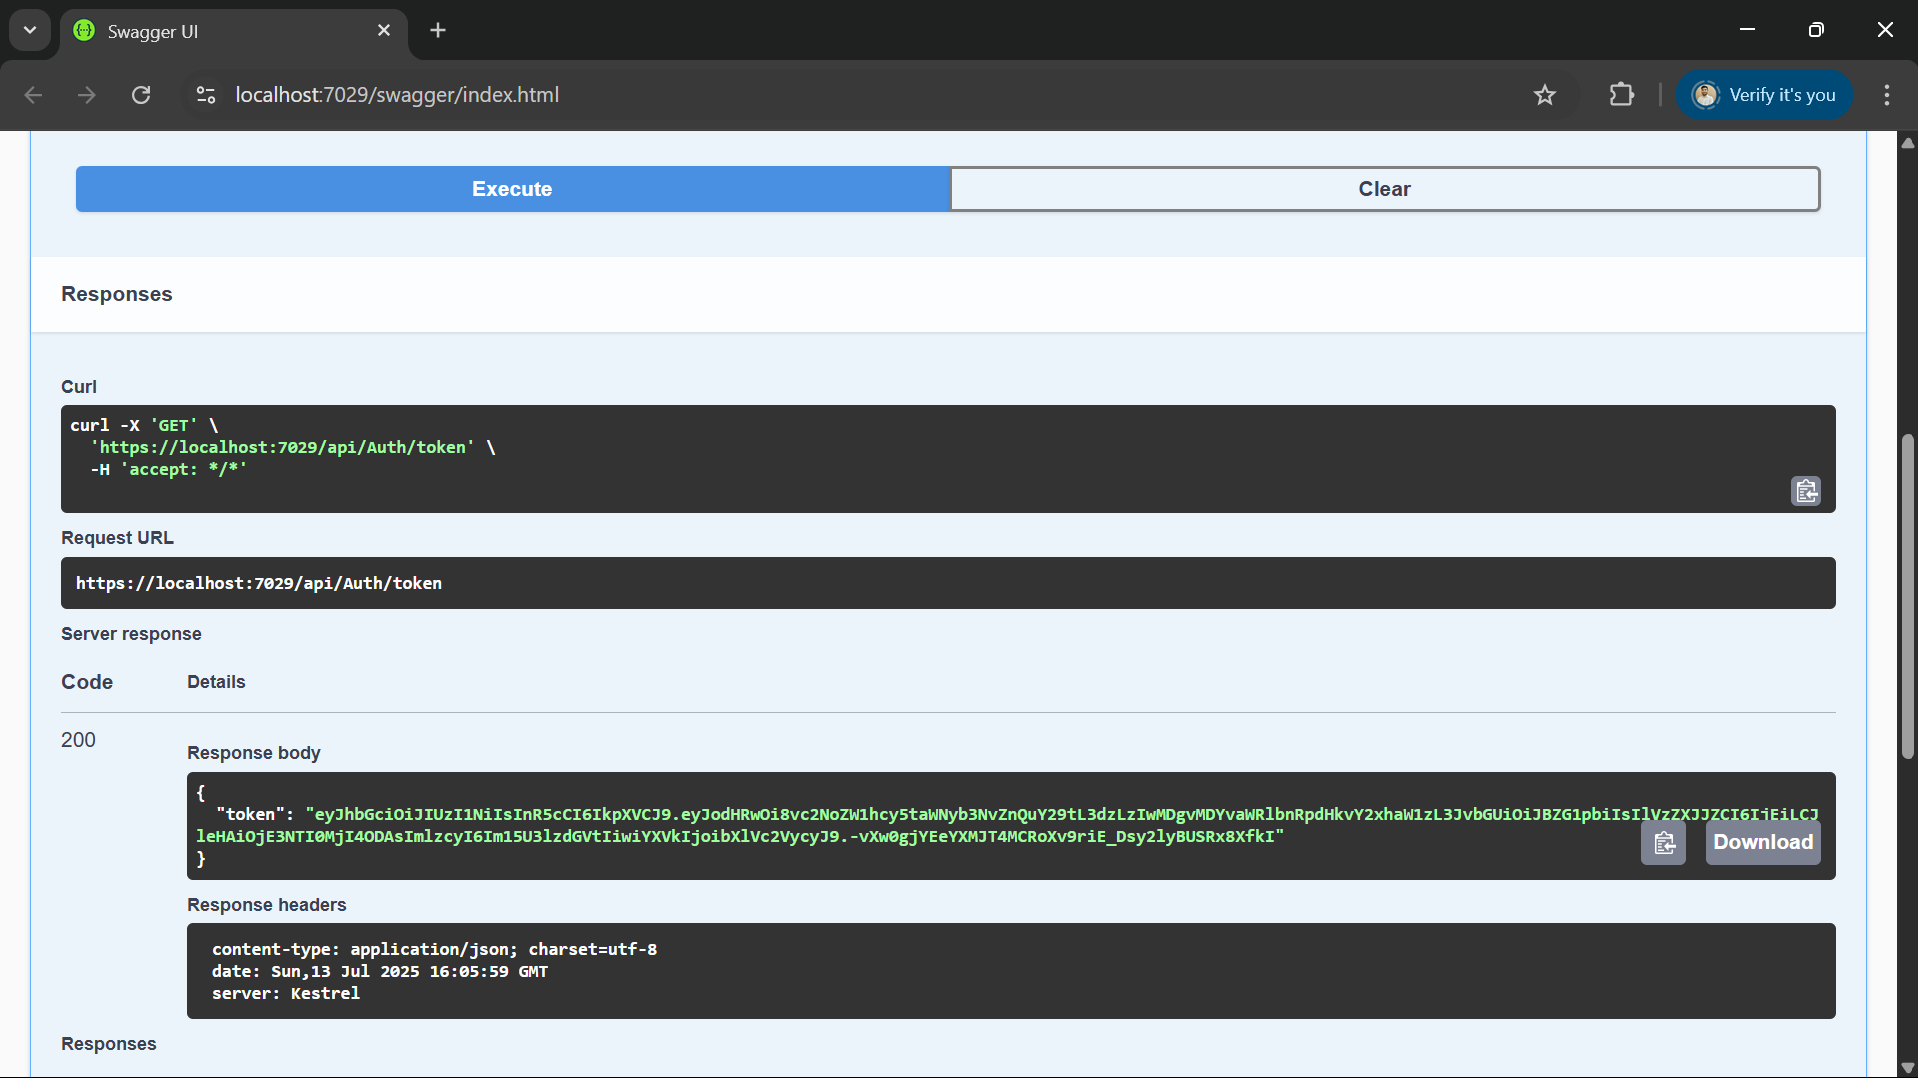 Swagger UI
localhost:7029/swagger/index.html
Verify it's you
Execute
Clear
Responses
Curl
curl -X 'GET' \
'https://localhost:7029/api/Auth/token' \
-H 'accept: */*'
Request URL
https://localhost:7029/api/Auth/token
Server response
Code Details
200
Response body
{
"token": "eyJhbGciOiJIUzI1NiIsInR5cCI6IkpXVCJ9.eyJodHRwOi8vc2NoZW1hcy5taWNyb3NvZnQuY29tL3dzLzIwMDgvMDYvaWRlbnRpdHkvY2xhaW1zL3JvbGUiOiJBZG1pbiIsIlVzZXJJZCI6IjEiLCJ
leHAiOjE3NTI0MjI4ODAsImlzcyI6Im15U3lzdGVtIiwiYXVkIjoibXlVc2VycyJ9.-vXw0gjYEeYXMJT4MCRoXv9riE_Dsy2lyBUSRx8XfkI"
}
Download
Response headers
content-type: application/json; charset=utf-8
date: Sun,13 Jul 2025 16:05:59 GMT
server: Kestrel
Responses